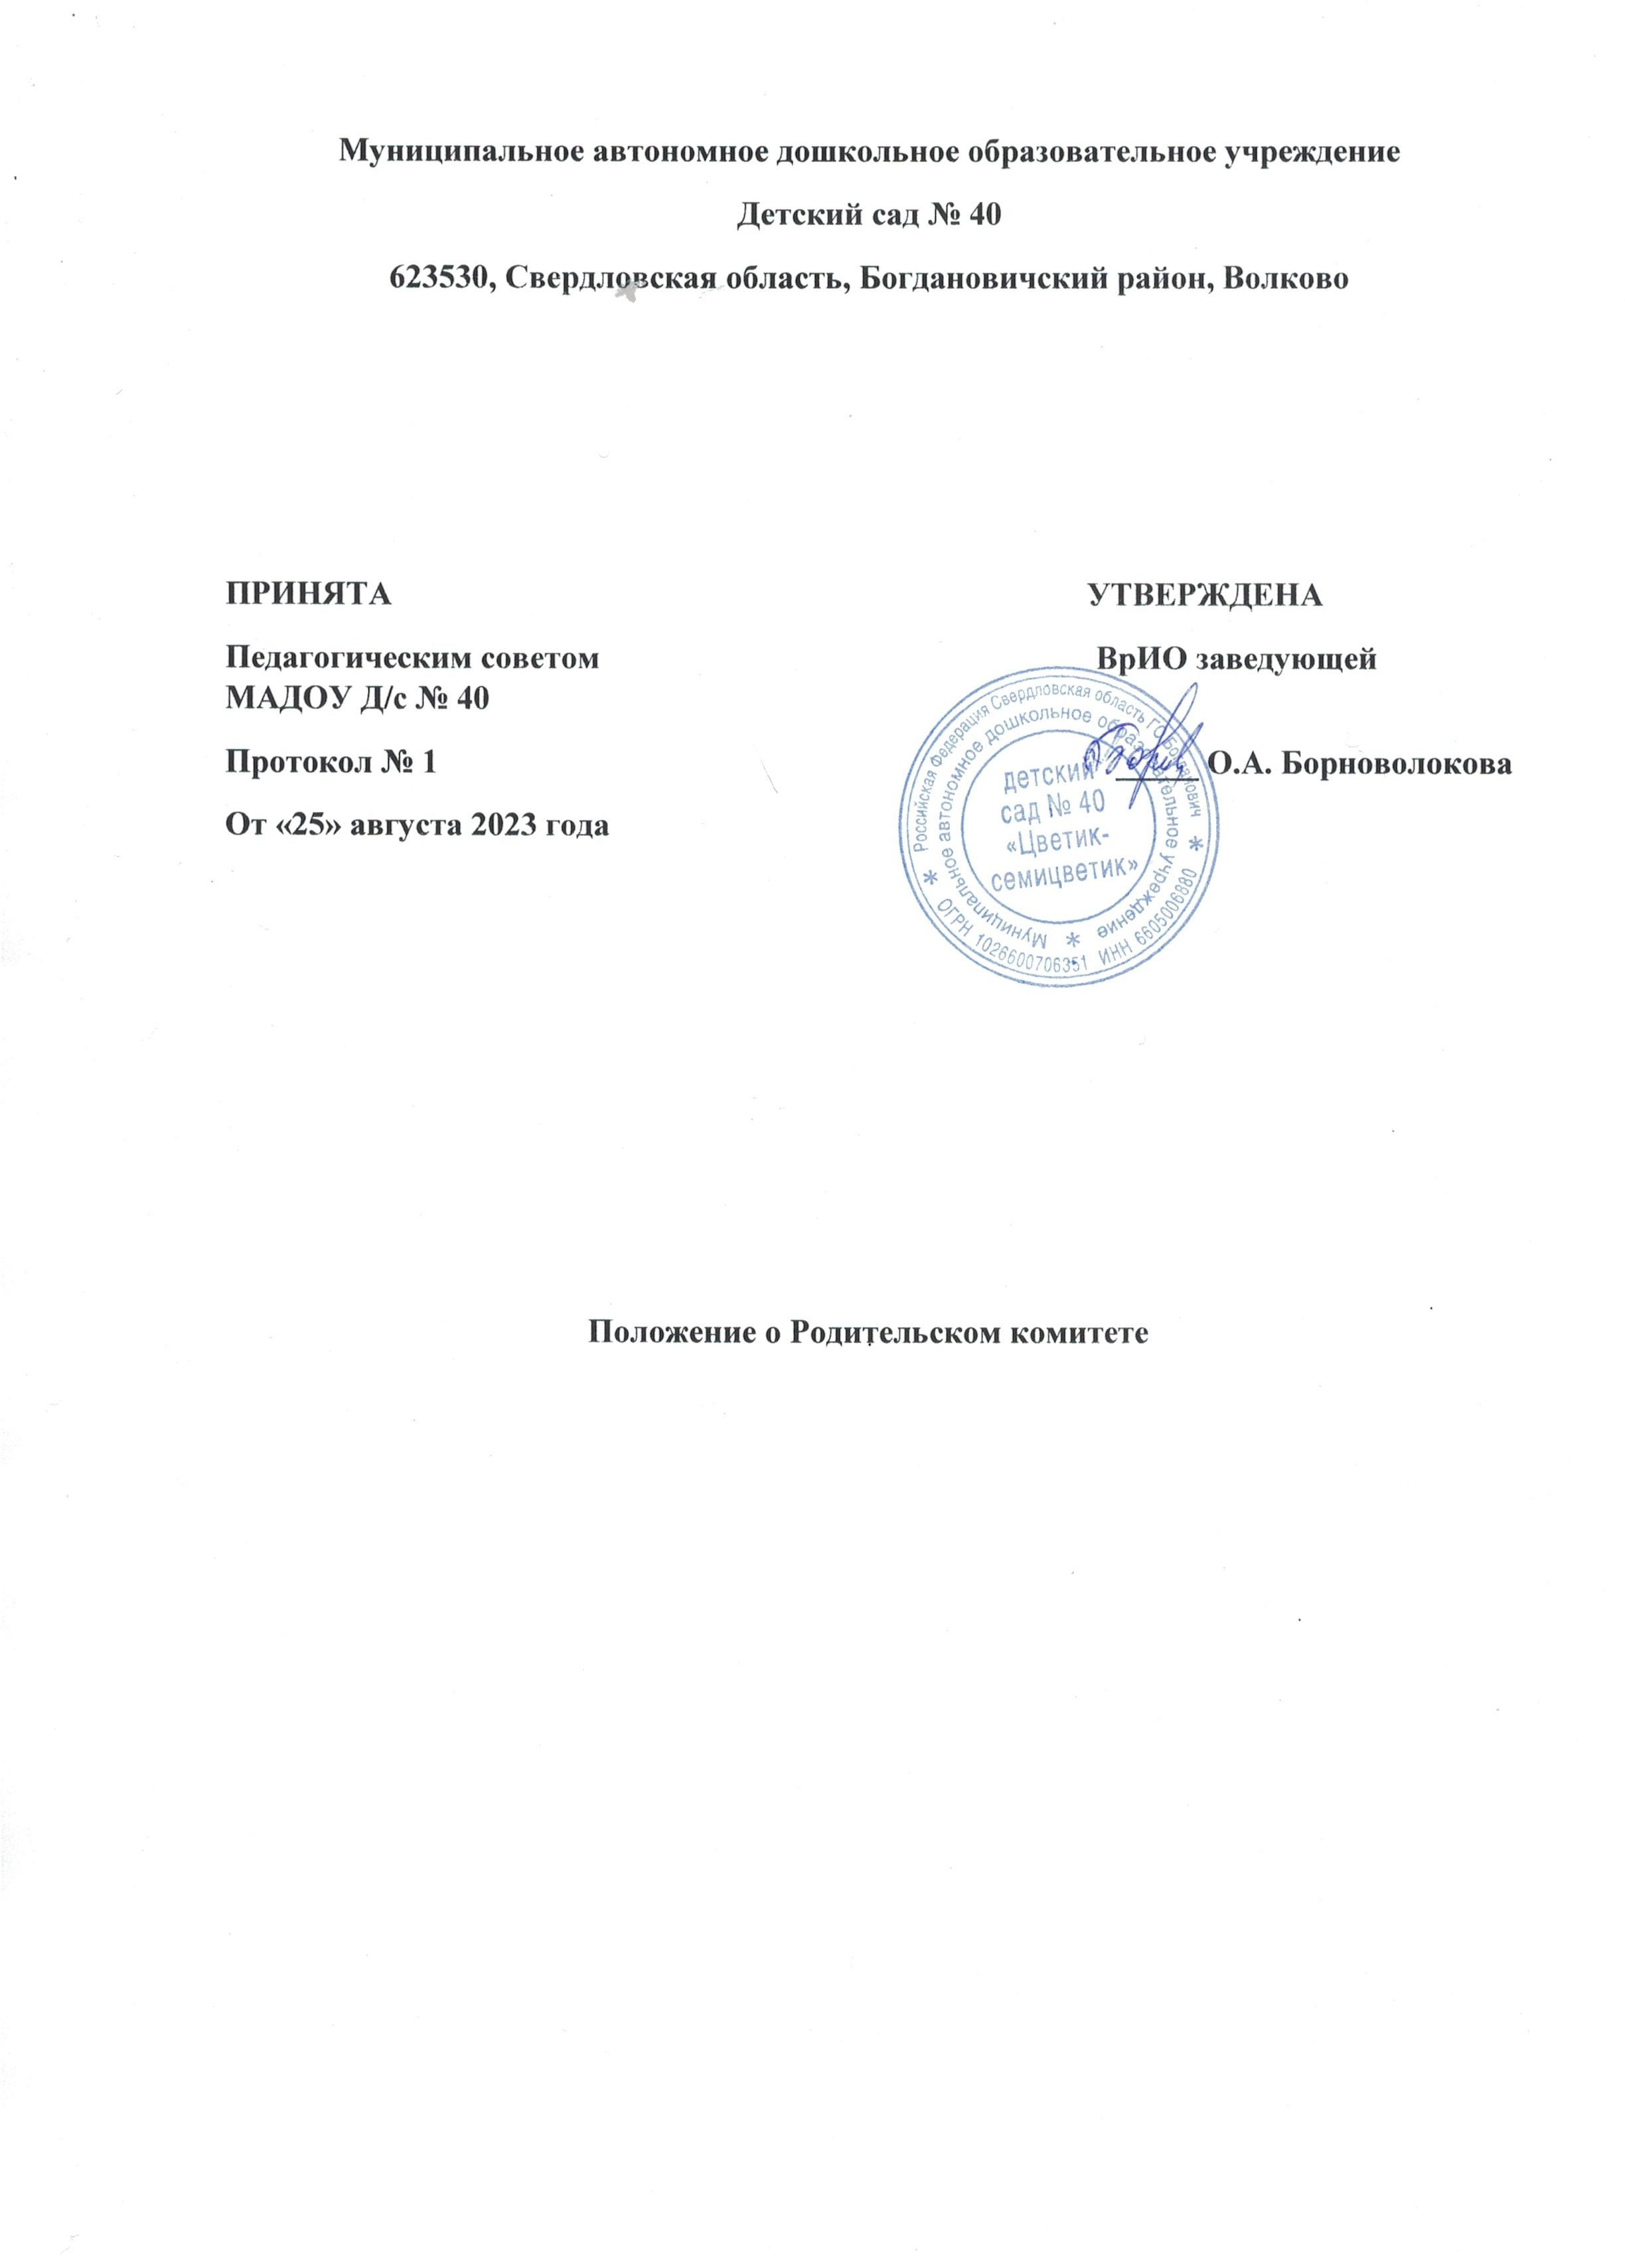 Муниципальное автономное дошкольное образовательное учреждение
Детский сад № 40
623530, Свердловская область, Богдановичский район, Волково
ПРИНЯТА
Педагогическим советом
МАДОУ Д/с № 40
Протокол № 1
От «25» августа 2023 года
УТВЕРЖДЕНА
ВрИО заведующей
О.А. Борноволокова
Российская Федерация Свердловская область ГО Богданович
ОГРН 1026600706351 ИНН 6605006880
Муниципальное автономное дошкольное образовательное учреждение
детский
сад № 40
«Цветик-
семицветик»
Положение о Родительском комитете